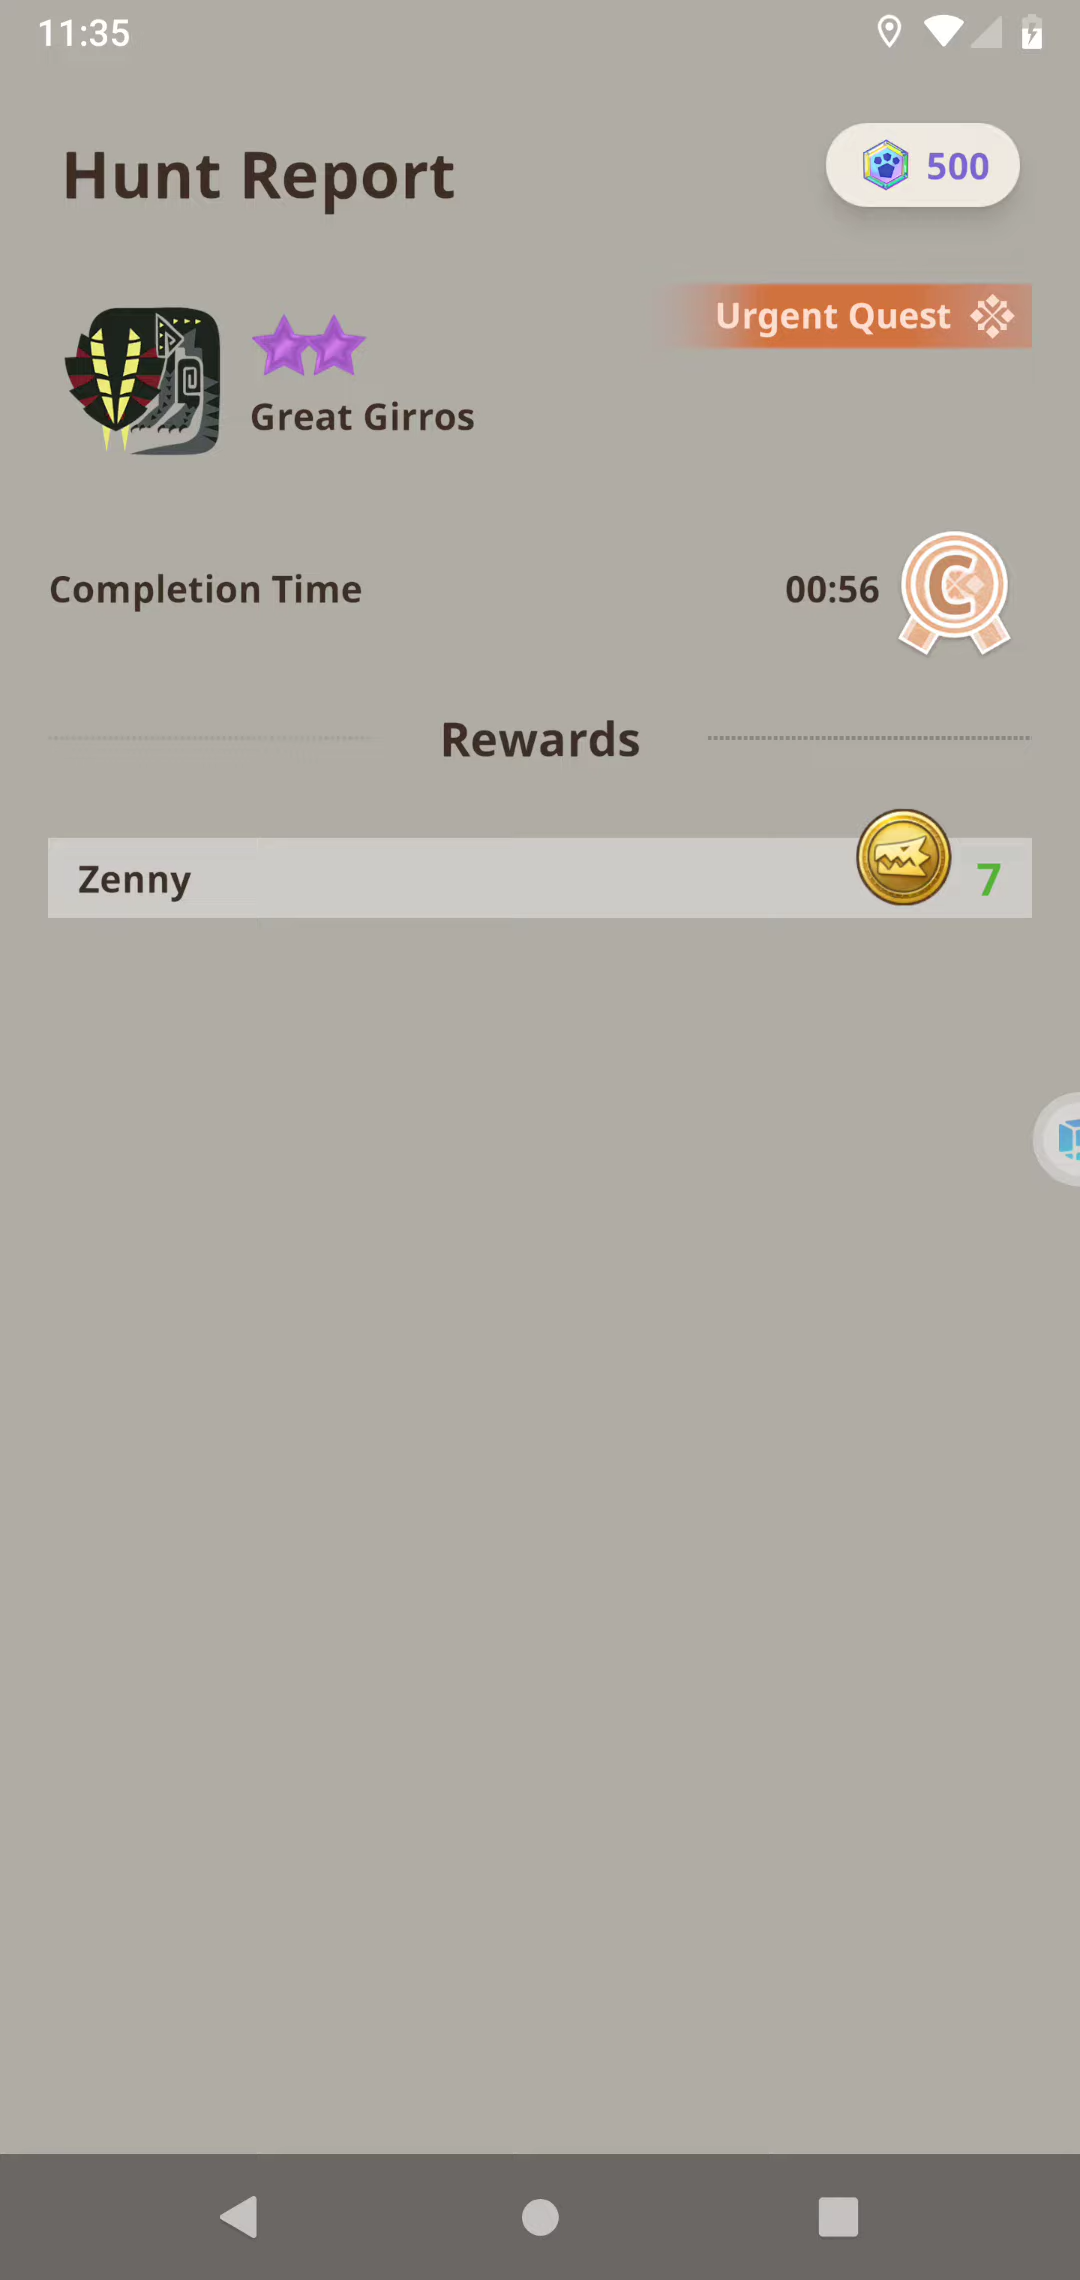 11:35
Hunt Report
500
Urgent Quest
Great Girros
Completion Time
00:56
C
Rewards
Zenny
7